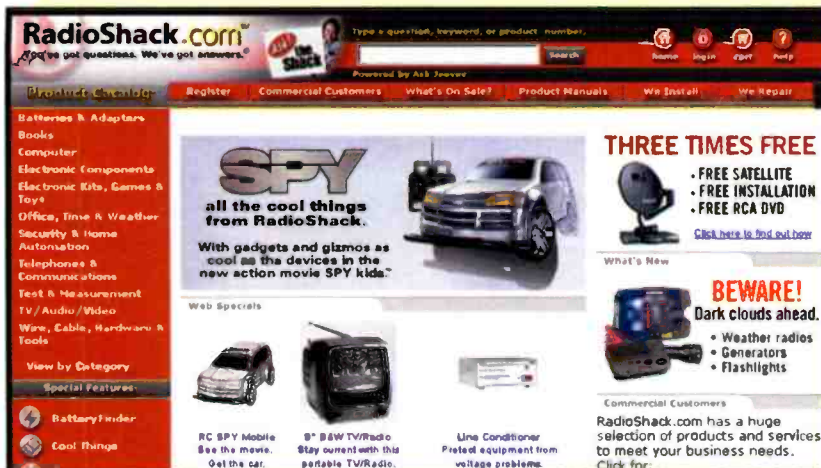 RadioShack.com
You've got questions. We've got answers.®
Ask the Shack
Type a question, keyword, or product number.
Search
Powered by Ask Jeeves
home login cart help
Product Catalog
Register Commercial Customers What's On Sale? Product Manuals We Install We Repair
Batteries & Adapters
Books
Computer
Electronic Components
Electronic Kits, Games &
Toys
Office, Time & Weather
Security & Home
Automation
Telephones &
Communications
Test & Measurement
TV/Audio/Video
Wire, Cable, Hardware &
Tools
View by Category
Special Features
BatteryFinder
Cool Things
SPY
all the cool things
from RadioShack.
With gadgets and gizmos as
cool as the devices in the
new action movie SPY kids.™
Web Specials
RC SPY Mobile
See the movie.
Get the car.
9" B&W TV/Radio
Stay current with this
portable TV/Radio.
Line Conditioner
Protect equipment from
voltage problems.
THREE TIMES FREE
• FREE SATELLITE
• FREE INSTALLATION
• FREE RCA DVD
Click here to find out how
What's New
BEWARE!
Dark clouds ahead.
• Weather radios
• Generators
• Flashlights
Commercial Customers
RadioShack.com has a huge
selection of products and services
to meet your business needs.
Click for